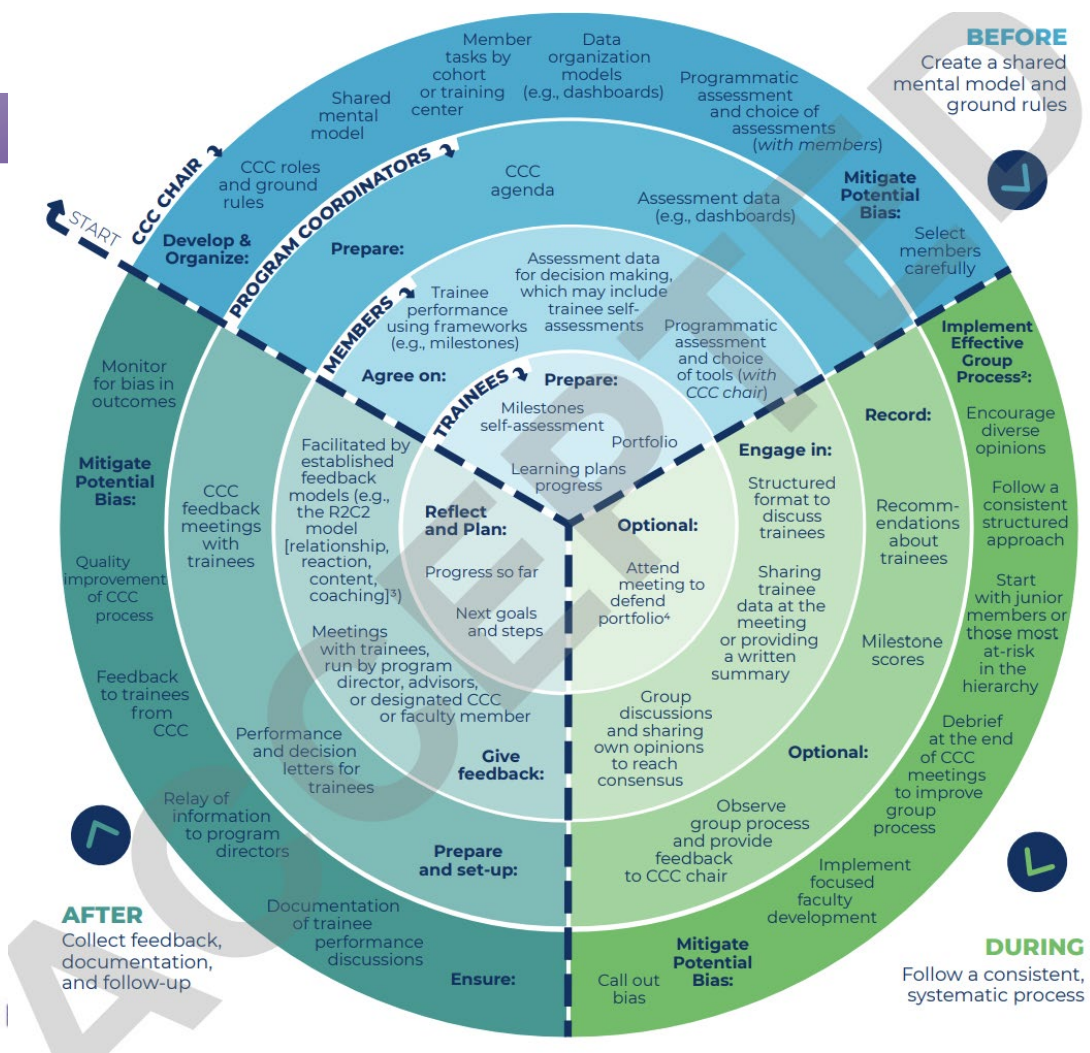 BEFORE
Create a shared
mental model and
ground rules
START
CCC CHAIR
Develop &
Organize:
CCC roles
and ground
rules
Shared
mental
model
Member
tasks by
cohort
or training
center
Data
organization
models
(e.g., dashboards)
Programmatic
assessment
and choice of
assessments
(with members)
Mitigate
Potential
Bias:
Select
members
carefully
PROGRAM COORDINATORS
Prepare:
CCC
agenda
Assessment data
(e.g., dashboards)
MEMBERS
Agree on:
Trainee
performance
using frameworks
(e.g., milestones)
Assessment data
for decision making,
which may include
trainee self-
assessments
Programmatic
assessment
and choice
of tools (with
CCC chair)
TRAINEES
Prepare:
Milestones
self-assessment
Portfolio
Learning plans
progress
Implement
Effective
Group
Process²:
Encourage
diverse
opinions
Follow a
consistent
structured
approach
Start
with junior
members or
those most
at-risk
in the
hierarchy
Debrief
at the end
of CCC
meetings
to improve
group
process
Implement
focused
faculty
development
Mitigate
Potential
Bias:
Call out
bias
Record:
Recomm-
endations
about
trainees
Milestone
scores
Optional:
Observe
group process
and provide
feedback
to CCC chair
Engage in:
Structured
format to
discuss
trainees
Sharing
trainee
data at the
meeting
or providing
a written
summary
Group
discussions
and sharing
own opinions
to reach
consensus
Optional:
Attend
meeting to
defend
portfolio⁴
DURING
Follow a consistent,
systematic process
Reflect
and Plan:
Progress so far
Next goals
and steps
Facilitated by
established
feedback
models (e.g.,
the R2C2
model
[relationship,
reaction,
content,
coaching]³)
Meetings
with trainees,
run by program
director, advisors,
or designated CCC
or faculty member
Give
feedback:
CCC
feedback
meetings
with
trainees
Performance
and decision
letters for
trainees
Prepare
and set-up:
Monitor
for bias in
outcomes
Mitigate
Potential
Bias:
Quality
improvement
of CCC
process
Feedback
to trainees
from
CCC
Relay of
information
to program
directors
Documentation
of trainee
performance
discussions
Ensure:
AFTER
Collect feedback,
documentation,
and follow-up
ACCEPTED